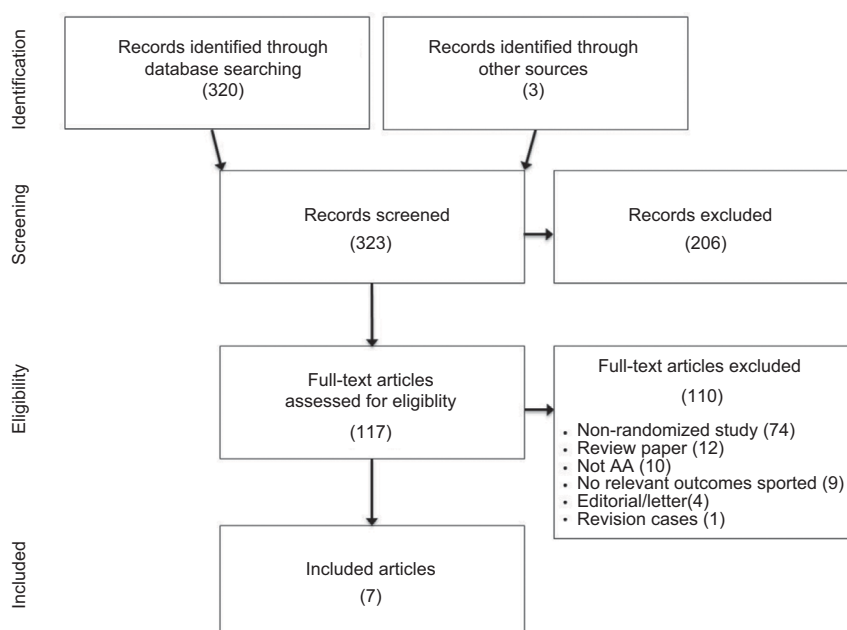 Identification
Records identified through
database searching
(320)
Records identified through
other sources
(3)
Screening
Records screened
(323)
Records excluded
(206)
Eligibility
Full-text articles
assessed for eligiblity
(117)
Full-text articles excluded
(110)
• Non-randomized study (74)
• Review paper (12)
• Not AA (10)
• No relevant outcomes sported (9)
• Editorial/letter(4)
• Revision cases (1)
Included
Included articles
(7)